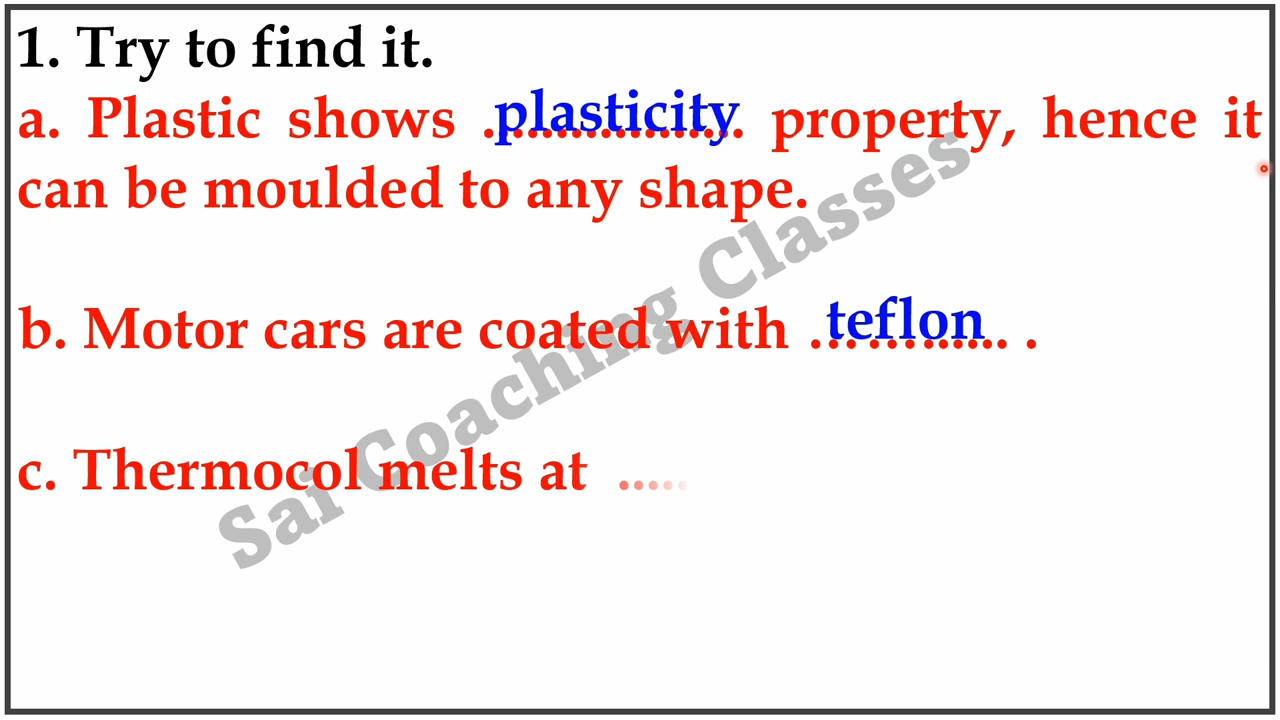 1. Try to find it.
a. Plastic shows ..plasticity.. property, hence it
can be moulded to any shape.
b. Motor cars are coated with ...teflon... .
c. Thermocol melts at .....
Sai Coaching Classes